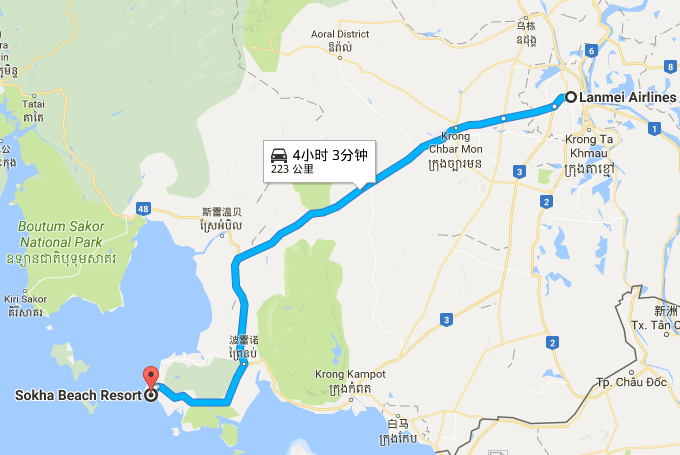 乌栋
ឧដុង្គ
Aoral District
ឱរ៉ាល់
6
8
Tatai
តាតៃ
Lanmei Airlines
1
Krong
Chbar Mon
ក្រុងច្បារមន
Krong Ta
Khmau
ក្រុងតាខ្មៅ
4小时 3分钟
223 公里
3
2
2
48
斯雷温贝
ស្រែអំបិល
Boutum Sakor
National Park
ឧទ្យានជាតិបុទុមសាគរ
Kiri Sakor
គិរីសាគរ
3
新洲
Tx. Tân C
波雷诺
ព្រៃនប់
Krong Kampot
ក្រុងកំពត
Tp. Châu Đốc
Sokha Beach Resort
白马
ក្រុងកែប